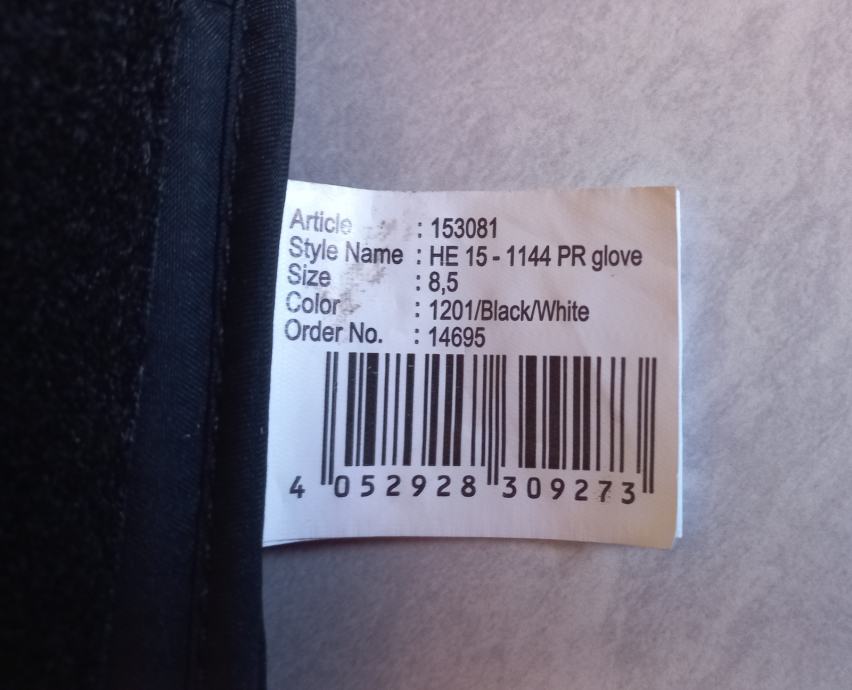 Article : 153081
Style Name : HE 15 - 1144 PR glove
Size : 8,5
Color : 1201/Black/White
Order No. : 14695
4 052928 309273